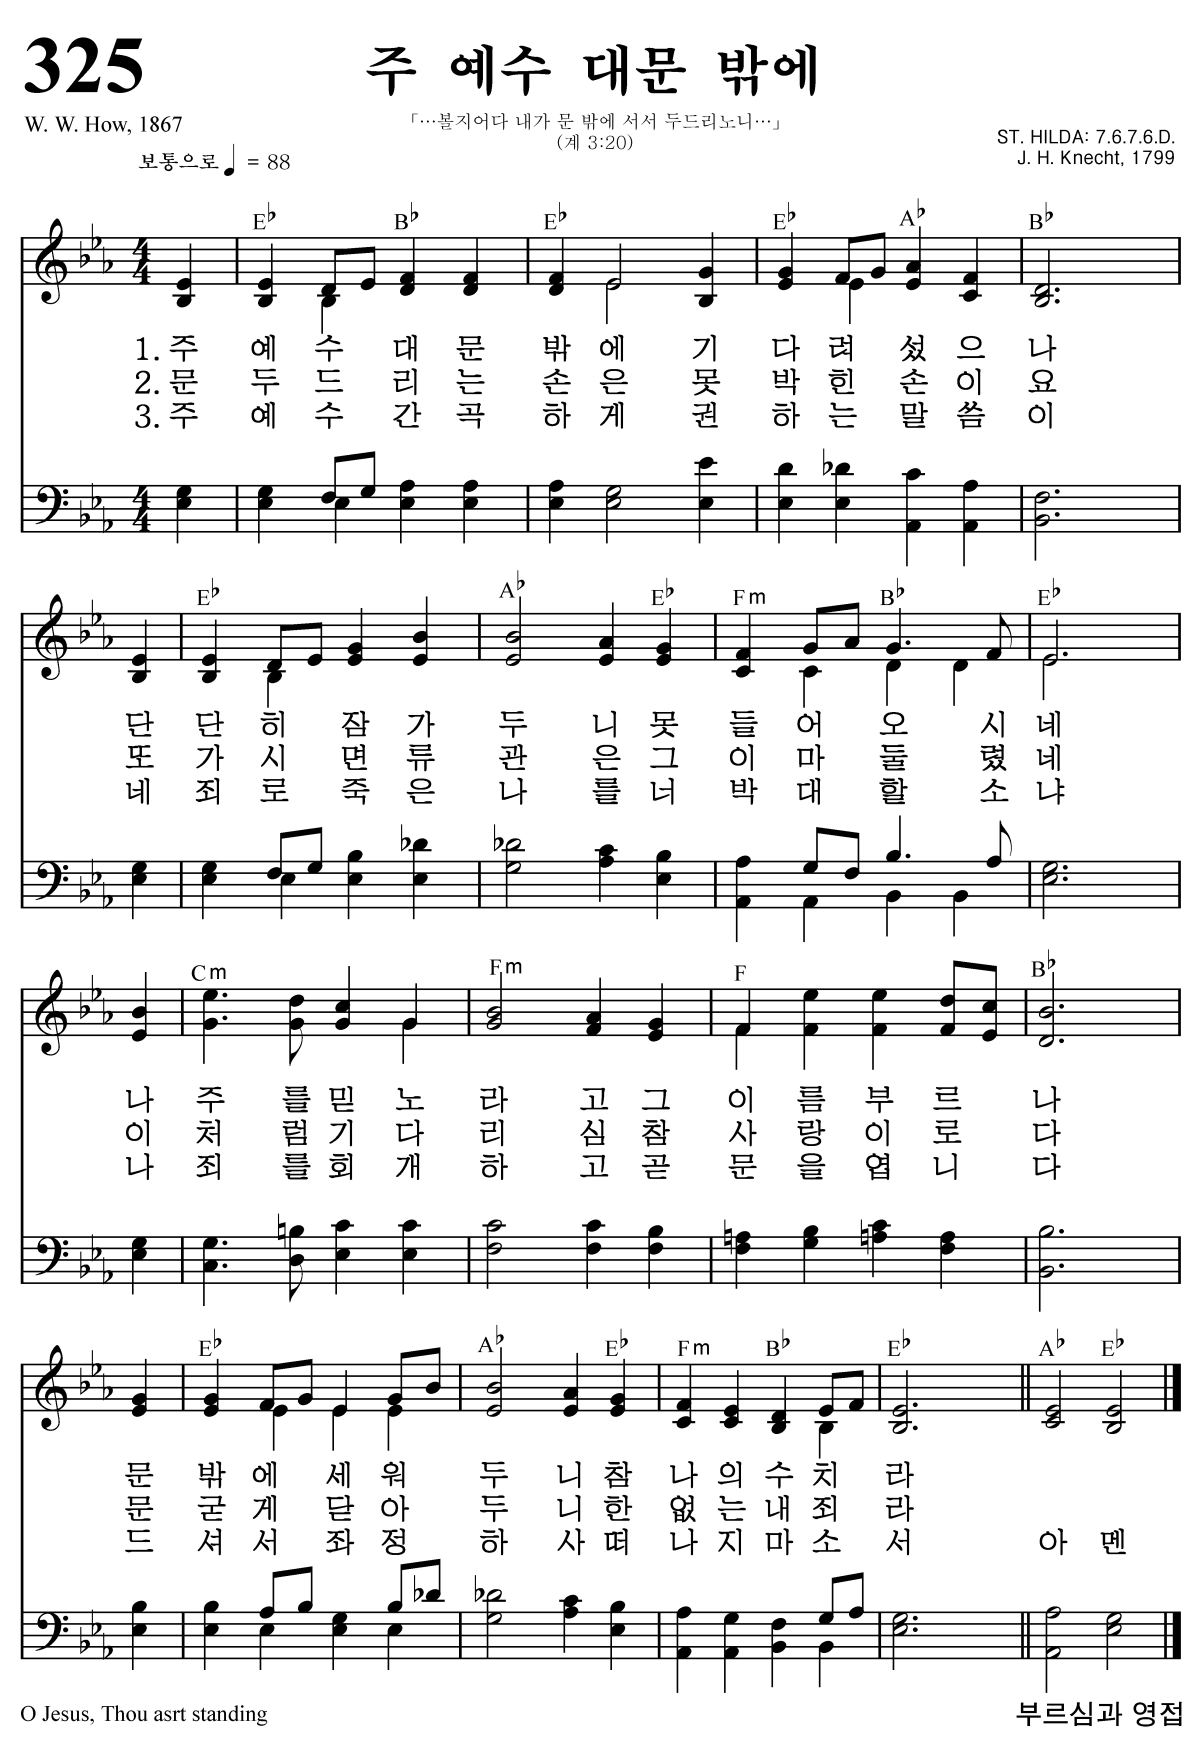 325
주 예수 대문 밖에
W. W. How, 1867
「…볼지어다 내가 문 밖에 서서 두드리노니…」
(계 3:20)
ST. HILDA: 7.6.7.6.D.
J. H. Knecht, 1799
보통으로 ♩ = 88
E♭ B♭ E♭ E♭ A♭ B♭
4 4
1. 주 예 수 대 문 밖 에 기 다 려 섰 으 나
2. 문 두 드 리 는 손 은 못 박 힌 손 이 요
3. 주 예 수 간 곡 하 게 권 하 는 말 씀 이
4 4
E♭ A♭ E♭ Fm B♭ E♭
단 단 히 잠 가 두 니 못 들 어 오 시 네
또 가 시 면 류 관 은 그 이 마 둘 렸 네
네 죄 로 죽 은 나 를 너 박 대 할 소 냐
Cm Fm F B♭
나 주 를 믿 노 라 고 그 이 름 부 르 나
이 처 럼 기 다 리 심 참 사 랑 이 로 다
나 죄 를 회 개 하 고 곧 문 을 엽 니 다
E♭ A♭ E♭ Fm B♭ E♭ A♭ E♭
문 밖 에 세 워 두 니 참 나 의 수 치 라
문 굳 게 닫 아 두 니 한 없 는 내 죄 라
드 셔 서 좌 정 하 사 떠 나 지 마 소 서 아 멘
O Jesus, Thou asrt standing
부르심과 영접